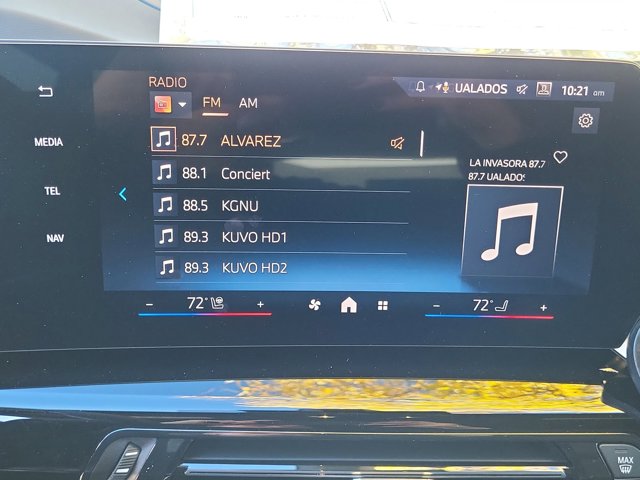 RADIO
UALADOS 10:21 am
FM AM
MEDIA
87.7 ALVAREZ
LA INVASORA 87.7
88.1 Conciert
87.7 UALADOS
TEL
88.5 KGNU
NAV
89.3 KUVO HD1
89.3 KUVO HD2
− 72° +
− 72° +
MAX